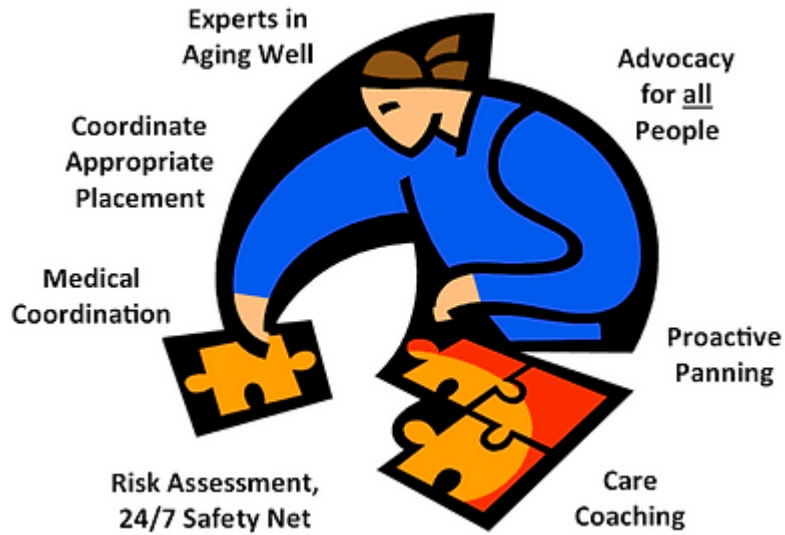 Experts in
Aging Well
Advocacy
for all
People
Coordinate
Appropriate
Placement
Medical
Coordination
Proactive
Panning
Risk Assessment,
24/7 Safety Net
Care
Coaching